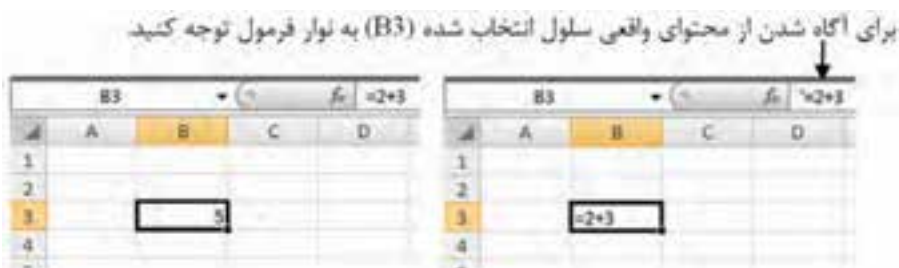 برای آگاه شدن از محتوای واقعی سلول انتخاب شده (B3) به نوار فرمول توجه کنید.
B3 fx =2+3
A B C D
1
2
3 5
4
B3 fx '=2+3
A B C D
1
2
3 =2+3
4